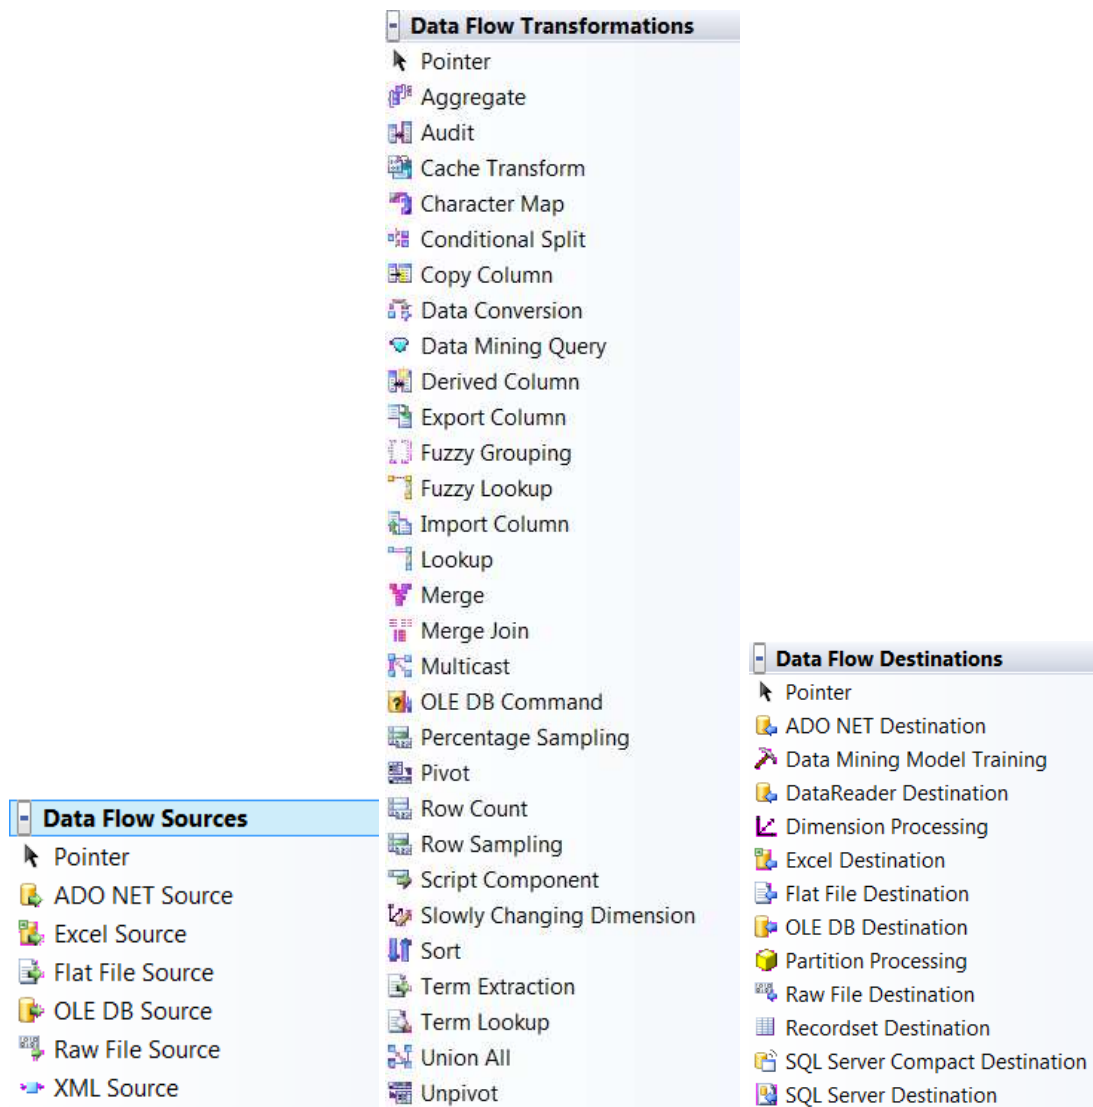 Data Flow Sources
Pointer
ADO NET Source
Excel Source
Flat File Source
OLE DB Source
Raw File Source
XML Source
Data Flow Transformations
Pointer
Aggregate
Audit
Cache Transform
Character Map
Conditional Split
Copy Column
Data Conversion
Data Mining Query
Derived Column
Export Column
Fuzzy Grouping
Fuzzy Lookup
Import Column
Lookup
Merge
Merge Join
Multicast
OLE DB Command
Percentage Sampling
Pivot
Row Count
Row Sampling
Script Component
Slowly Changing Dimension
Sort
Term Extraction
Term Lookup
Union All
Unpivot
Data Flow Destinations
Pointer
ADO NET Destination
Data Mining Model Training
DataReader Destination
Dimension Processing
Excel Destination
Flat File Destination
OLE DB Destination
Partition Processing
Raw File Destination
Recordset Destination
SQL Server Compact Destination
SQL Server Destination